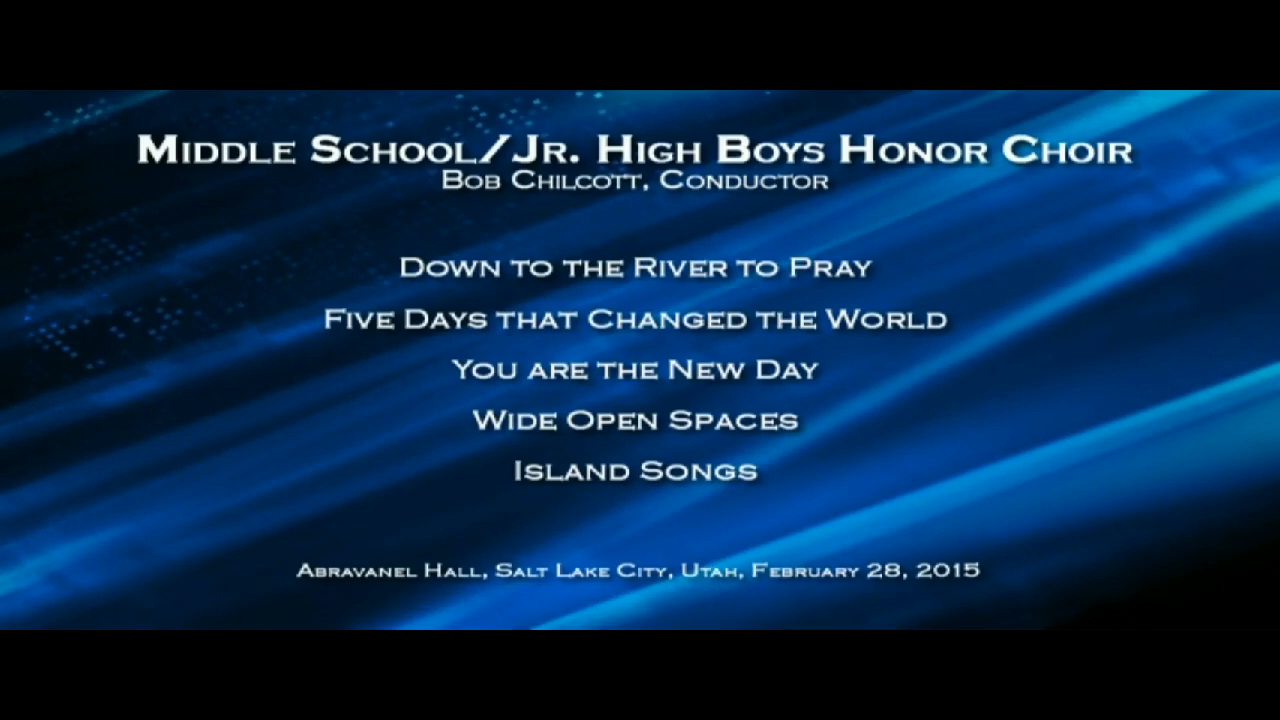 Middle School/Jr. High Boys Honor Choir
Bob Chilcott, Conductor
Down to the River to Pray
Five Days that Changed the World
You are the New Day
Wide Open Spaces
Island Songs
Abravanel Hall, Salt Lake City, Utah, February 28, 2015